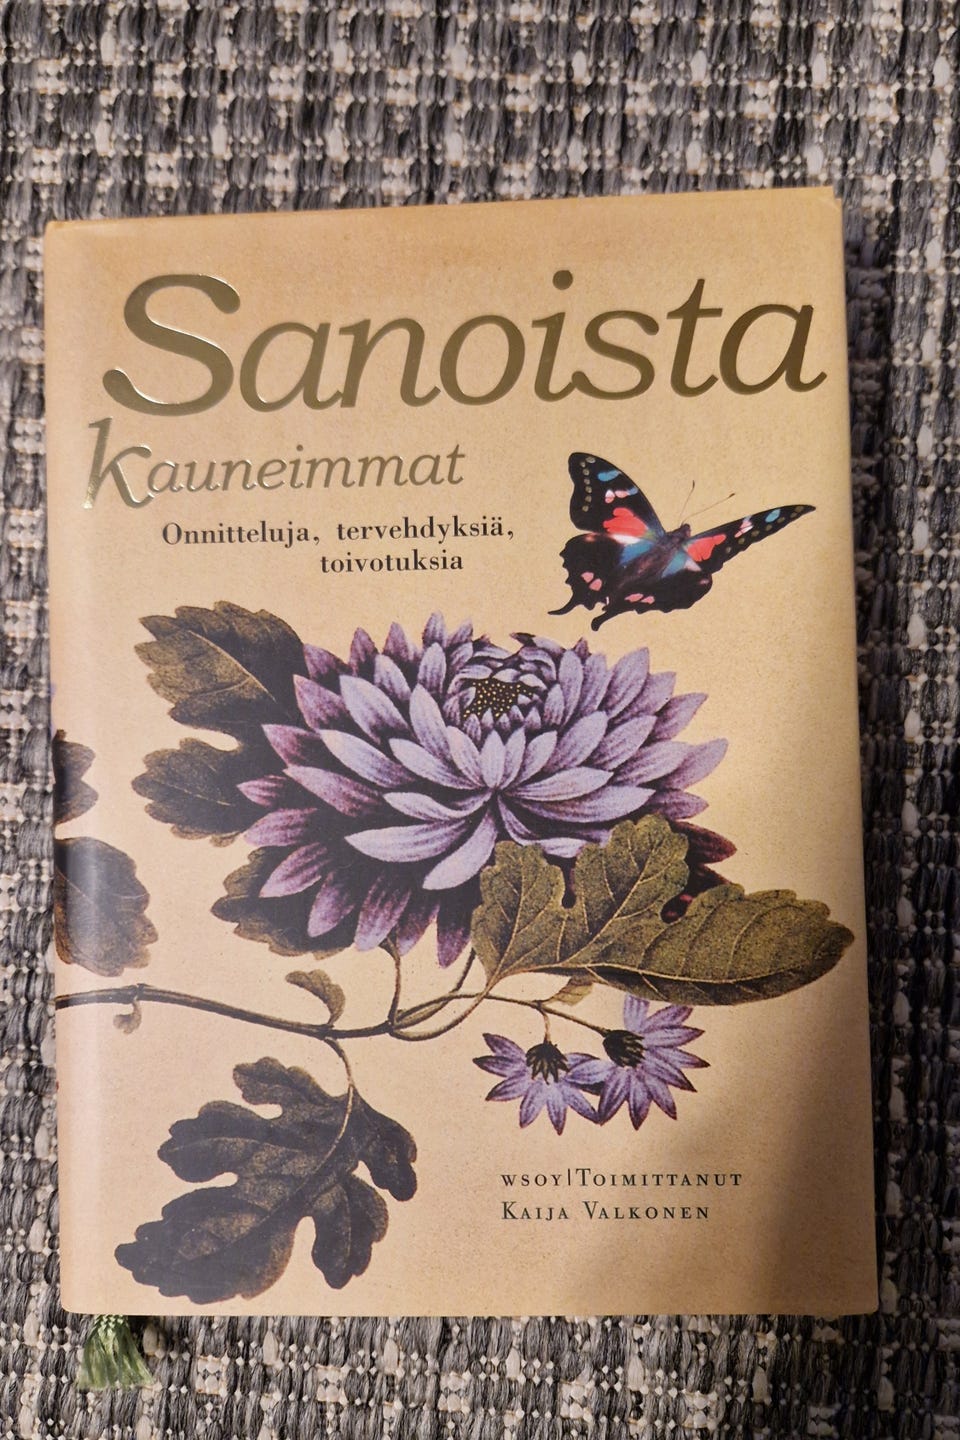 Sanoista
kauneimmat
Onnitteluja, tervehdyksiä,
toivotuksia
WSOY|TOIMITTANUT
KAIJA VALKONEN